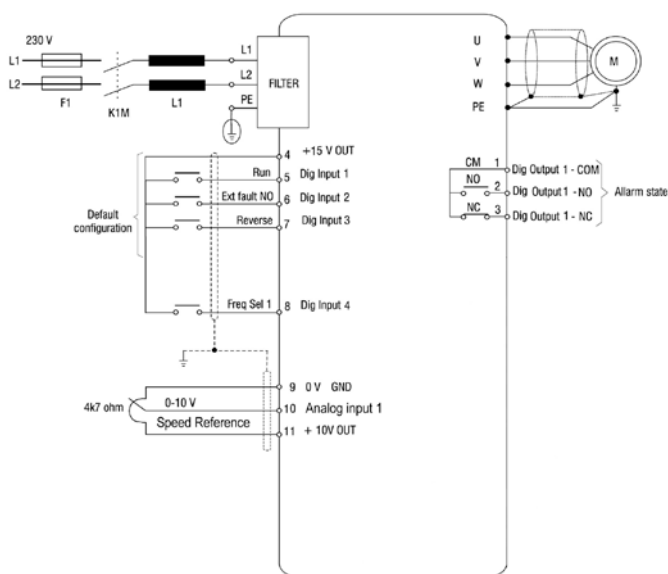 230 V
L1
L2
F1
K1M
L1
L1
L2
PE
FILTER
U
V
W
PE
M
4 +15 V OUT
Run 5 Dig Input 1
Ext fault NO 6 Dig Input 2
Reverse 7 Dig Input 3
Default
configuration
Freq Sel 1 8 Dig Input 4
CM 1 Dig Output 1 - COM
NO 2 Dig Output 1 - NO
NC 3 Dig Output 1 - NC
Allarm state
9 0 V GND
4k7 ohm 0-10 V 10 Analog input 1
Speed Reference 11 + 10V OUT